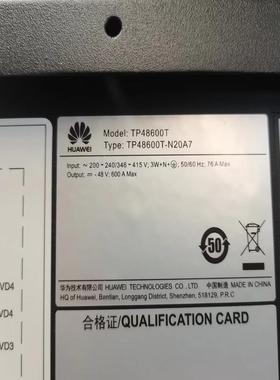 HUAWEI
Model: TP48600T
Type: TP48600T-N20A7
Input: ~ 200 - 240/346 - 415 V; 3W+N+; 50/60 Hz; 76 A Max
Output: - 48 V; 600 A Max
50
华为技术有限公司 HUAWEI TECHNOLOGIES CO., LTD. 中国制造 MADE IN CHINA
HQ of Huawei, Bantian, Longgang District, Shenzhen, 518129, P.R.C
VD4
VD4
VD3
合格证/QUALIFICATION CARD